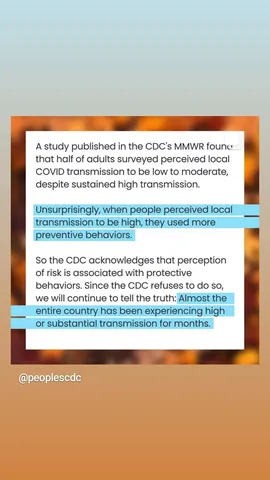 A study published in the CDC's MMWR found
that half of adults surveyed perceived local
COVID transmission to be low to moderate,
despite sustained high transmission.
Unsurprisingly, when people perceived local
transmission to be high, they used more
preventive behaviors.
So the CDC acknowledges that perception
of risk is associated with protective
behaviors. Since the CDC refuses to do so,
we will continue to tell the truth: Almost the
entire country has been experiencing high
or substantial transmission for months.
@peoplescdc